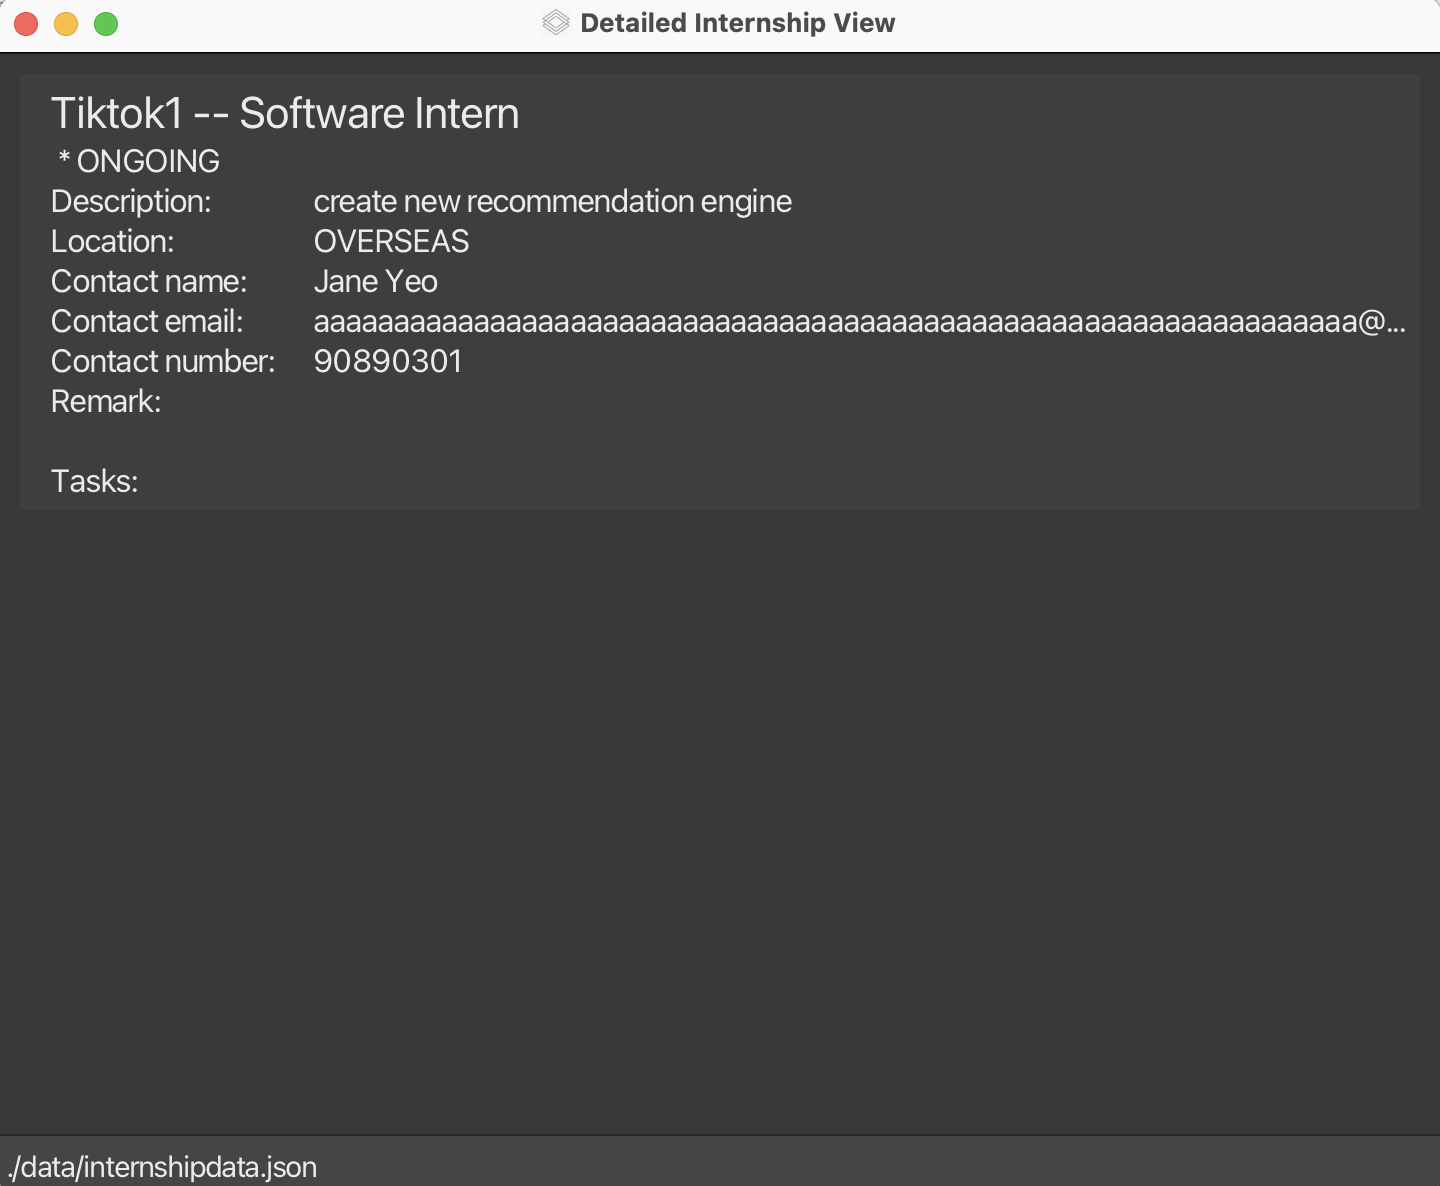 Detailed Internship View
Tiktok1 -- Software Intern
* ONGOING
Description: create new recommendation engine
Location: OVERSEAS
Contact name: Jane Yeo
Contact email: aaaaaaaaaaaaaaaaaaaaaaaaaaaaaaaaaaaaaaaaaaaaaaaaaaaaaaaaaaaaaaaaa@...
Contact number: 90890301
Remark:
Tasks:
./data/internshipdata.json